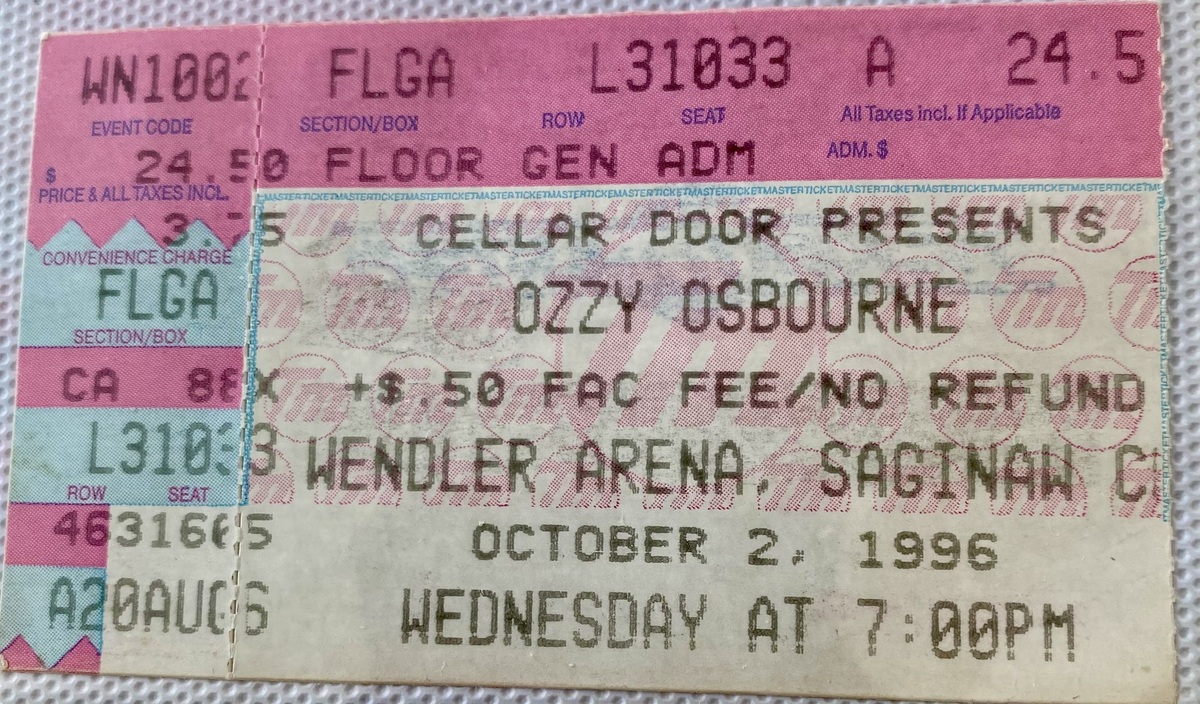 WN1002 FLGA L31033 A 24.5
EVENT CODE SECTION/BOX ROW SEAT All Taxes incl. If Applicable
$ 24.50 FLOOR GEN ADM ADM. $
PRICE & ALL TAXES INCL.
TICKETMASTERTICKETMASTERTICKETMASTERTICKETMASTERTICKETMASTERTICKETMASTER
3.75 CELLAR DOOR PRESENTS
CONVENIENCE CHARGE
FLGA OZZY OSBOURNE
SECTION/BOX
CA 88X +$.50 FAC FEE/NO REFUND
L31033 WENDLER ARENA, SAGINAW C
ROW SEAT
OCTOBER 2, 1996
A20AUG6 WEDNESDAY AT 7:00PM